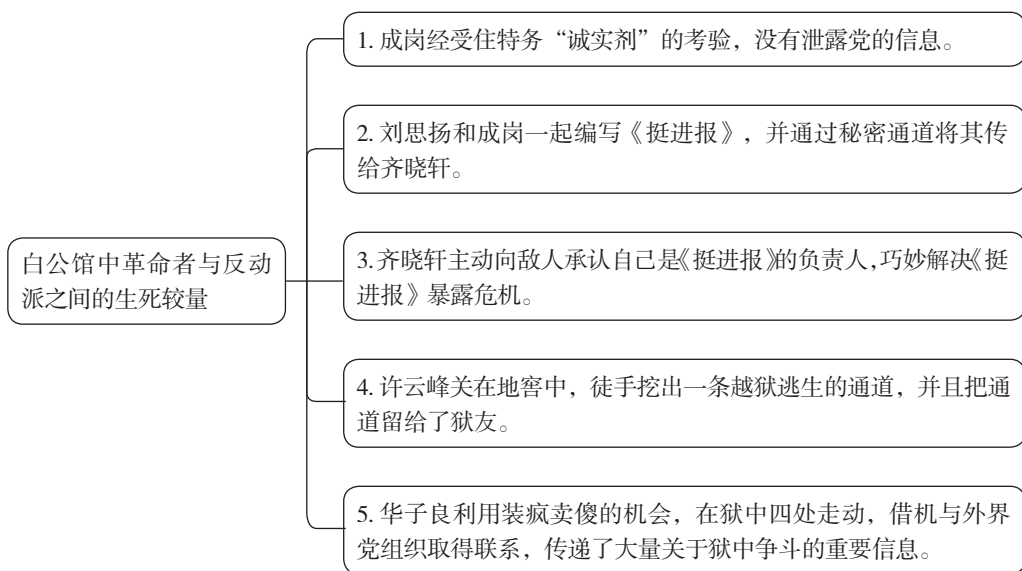 1. 成岗经受住特务“诚实剂”的考验，没有泄露党的信息。
2. 刘思扬和成岗一起编写《挺进报》，并通过秘密通道将其传
给齐晓轩。
白公馆中革命者与反动
派之间的生死较量
3.齐晓轩主动向敌人承认自己是《挺进报》的负责人，巧妙解决《挺
进报》暴露危机。
4. 许云峰关在地窖中，徒手挖出一条越狱逃生的通道，并且把通
道留给了狱友。
5. 华子良利用装疯卖傻的机会，在狱中四处走动，借机与外界
党组织取得联系，传递了大量关于狱中争斗的重要信息。